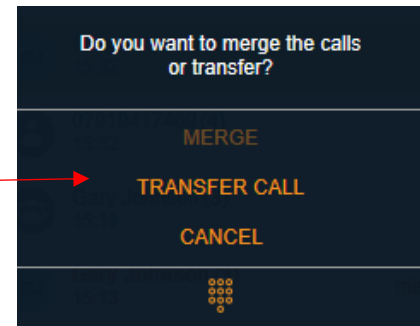 Do you want to merge the calls
or transfer?
MERGE
TRANSFER CALL
CANCEL